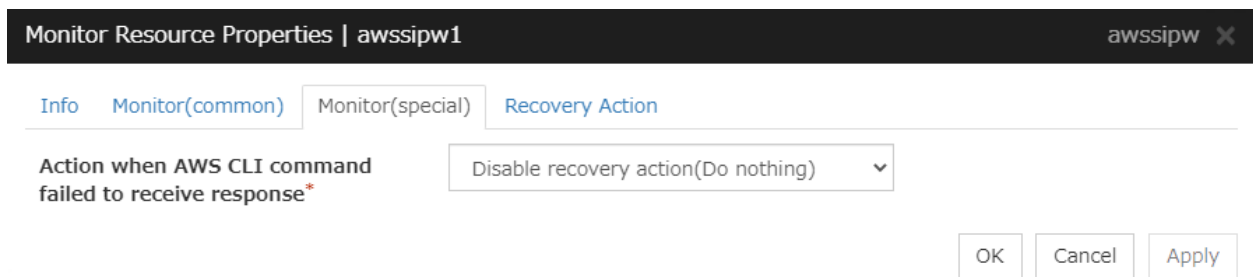 Monitor Resource Properties | awssipw1 awssipw ×
Info Monitor(common) Monitor(special) Recovery Action
Action when AWS CLI command
failed to receive response*
Disable recovery action(Do nothing)
OK Cancel Apply